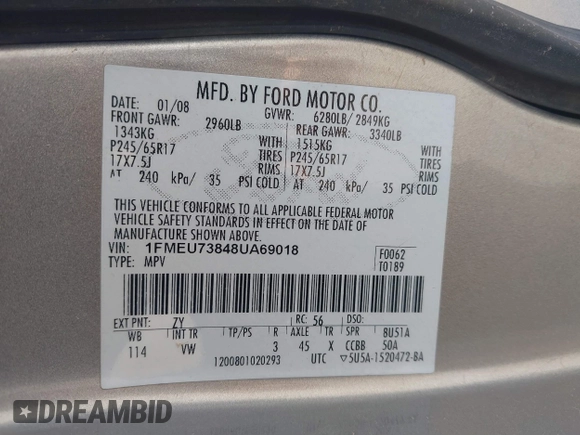 MFD. BY FORD MOTOR CO.
DATE: 01/08 GVWR: 6280LB/ 2849KG
FRONT GAWR: 2960LB REAR GAWR: 3340LB
1343KG WITH 1515KG WITH
P245/65R17 TIRES P245/65R17 TIRES
17X7.5J RIMS 17X7.5J RIMS
AT 240 kPa/ 35 PSI COLD AT 240 kPa/ 35 PSI COLD
THIS VEHICLE CONFORMS TO ALL APPLICABLE FEDERAL MOTOR
VEHICLE SAFETY STANDARDS IN EFFECT ON THE DATE OF
MANUFACTURE SHOWN ABOVE.
VIN: 1FMEU73848UA69018 F0062
TYPE: MPV T0189
EXT PNT: ZY RC: 56 DSO:
WB INT TR TP/PS R AXLE TR SPR BU51A
114 VW 3 45 X CCBB 50A
1200801020293 UTC ▽5U5A-1520472-BA
DREAMBID